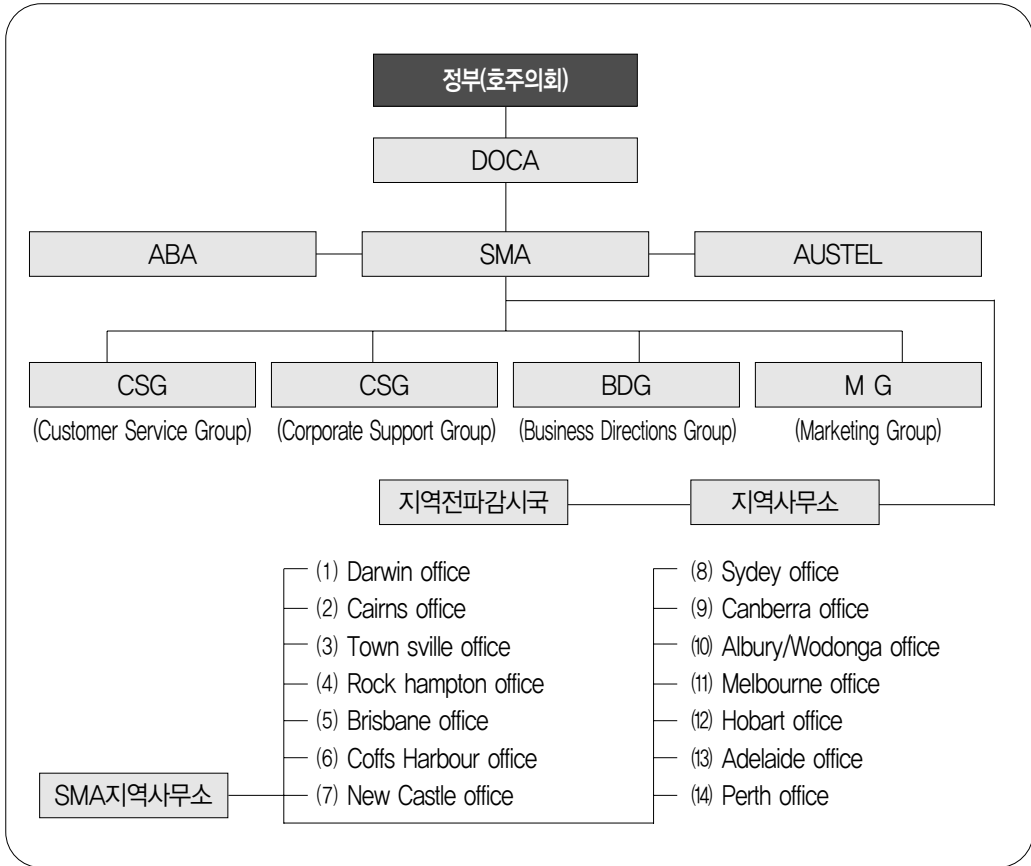 정부(호주의회)
DOCA
ABA
SMA
AUSTEL
CSG
(Customer Service Group)
CSG
(Corporate Support Group)
BDG
(Business Directions Group)
M G
(Marketing Group)
지역전파감시국
지역사무소
(1) Darwin office
(2) Cairns office
(3) Town sville office
(4) Rock hampton office
(5) Brisbane office
(6) Coffs Harbour office
(7) New Castle office
(8) Sydey office
(9) Canberra office
(10) Albury/Wodonga office
(11) Melbourne office
(12) Hobart office
(13) Adelaide office
(14) Perth office
SMA지역사무소